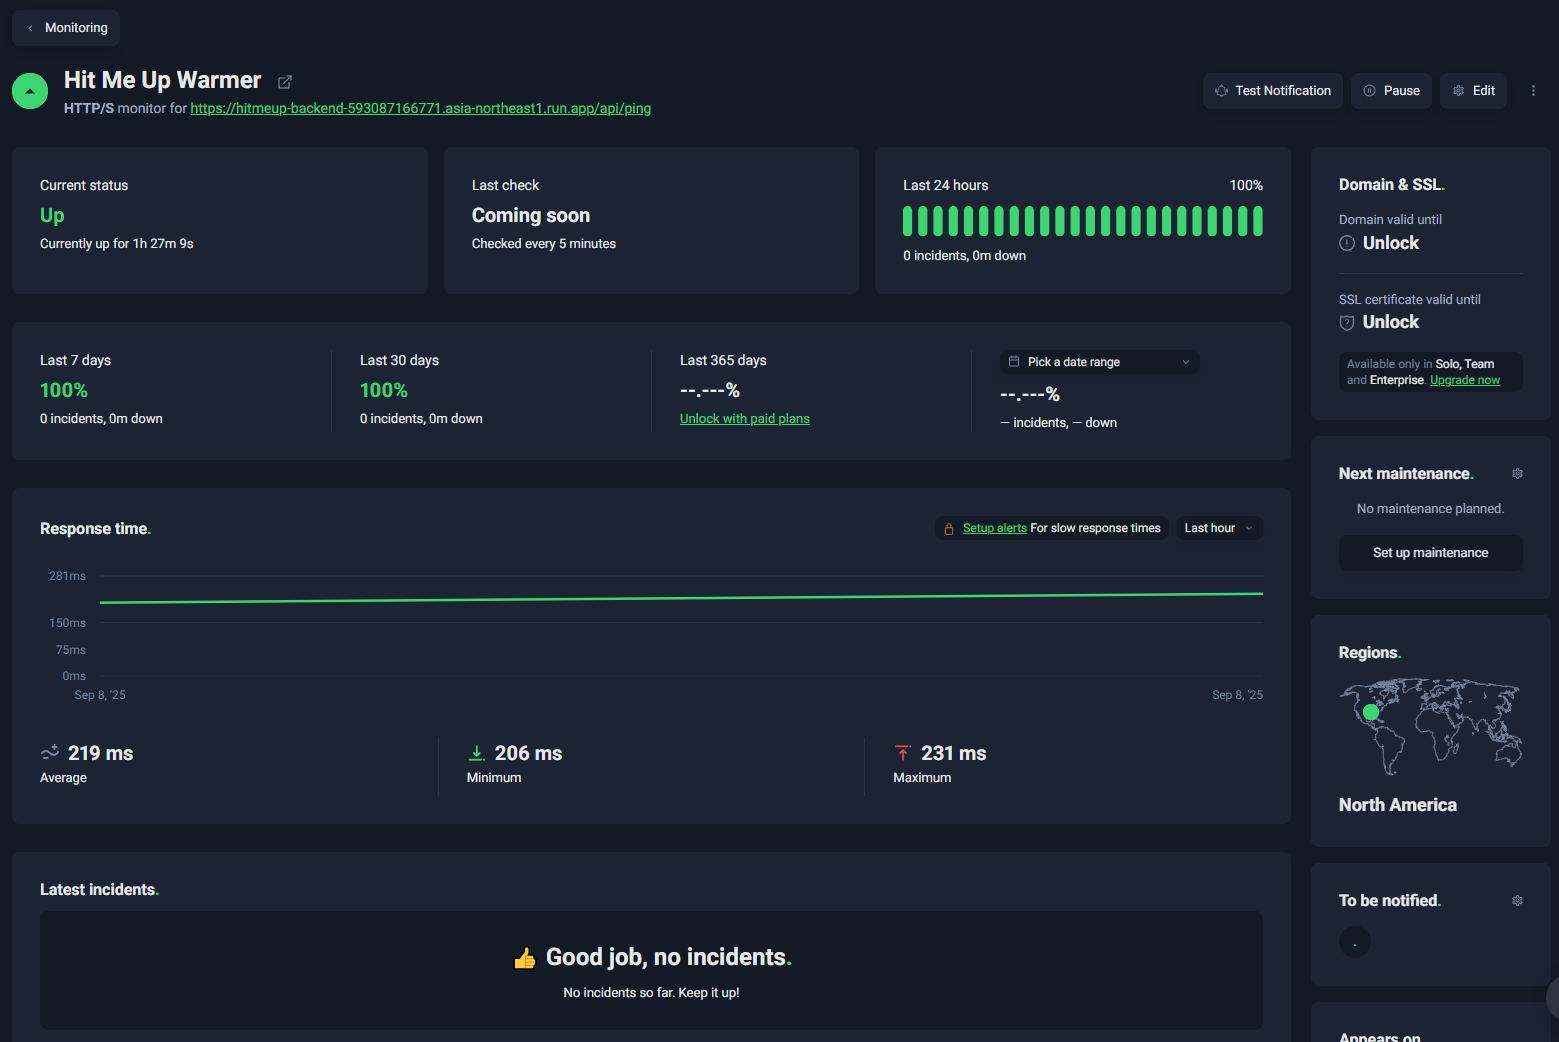 Monitoring
Hit Me Up Warmer
HTTP/S monitor for https://hitmeup-backend-593087166771.asia-northeast1.run.app/api/ping
Test Notification
Pause
Edit
Current status
Up
Currently up for 1h 27m 9s
Last check
Coming soon
Checked every 5 minutes
Last 24 hours
100%
0 incidents, 0m down
Last 7 days
100%
0 incidents, 0m down
Last 30 days
100%
0 incidents, 0m down
Last 365 days
--.---%
Unlock with paid plans
Pick a date range
--.---%
— incidents, — down
Response time.
Setup alerts For slow response times
Last hour
281ms
150ms
75ms
0ms
Sep 8, '25
Sep 8, '25
219 ms
Average
206 ms
Minimum
231 ms
Maximum
Latest incidents.
👍 Good job, no incidents.
No incidents so far. Keep it up!
Domain & SSL.
Domain valid until
Unlock
SSL certificate valid until
Unlock
Available only in Solo, Team
and Enterprise. Upgrade now
Next maintenance.
No maintenance planned.
Set up maintenance
Regions.
North America
To be notified.
.
Appears on